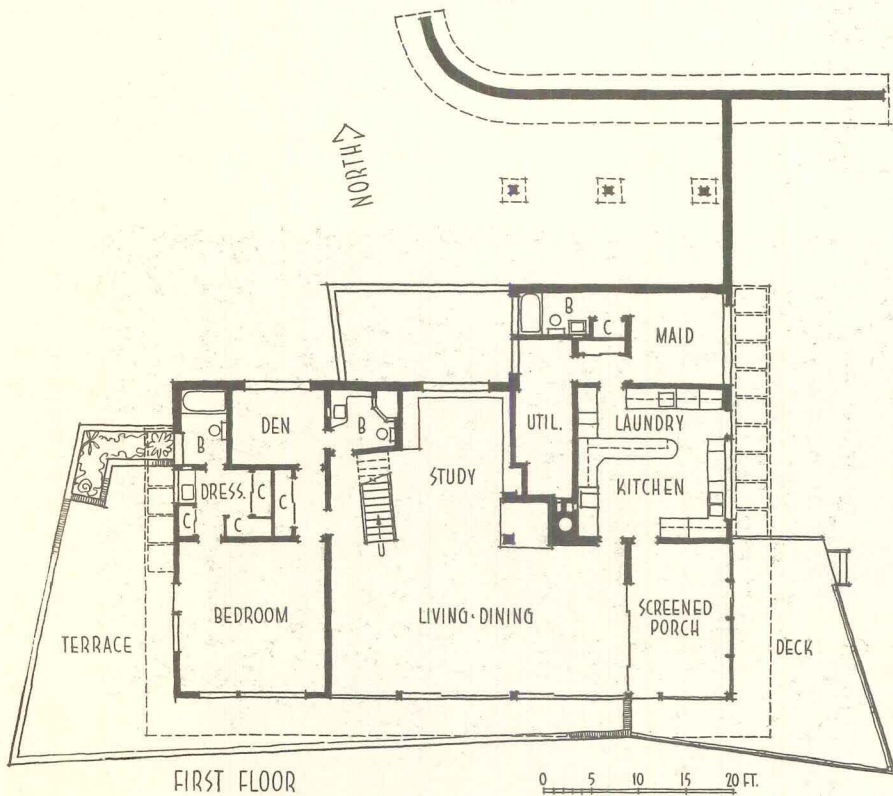 NORTH
B
C
MAID
B
DEN
B
UTIL.
LAUNDRY
STUDY
DRESS.
C
C
KITCHEN
C
C
BEDROOM
LIVING·DINING
SCREENED
PORCH
TERRACE
DECK
FIRST FLOOR
0 5 10 15 20 FT.